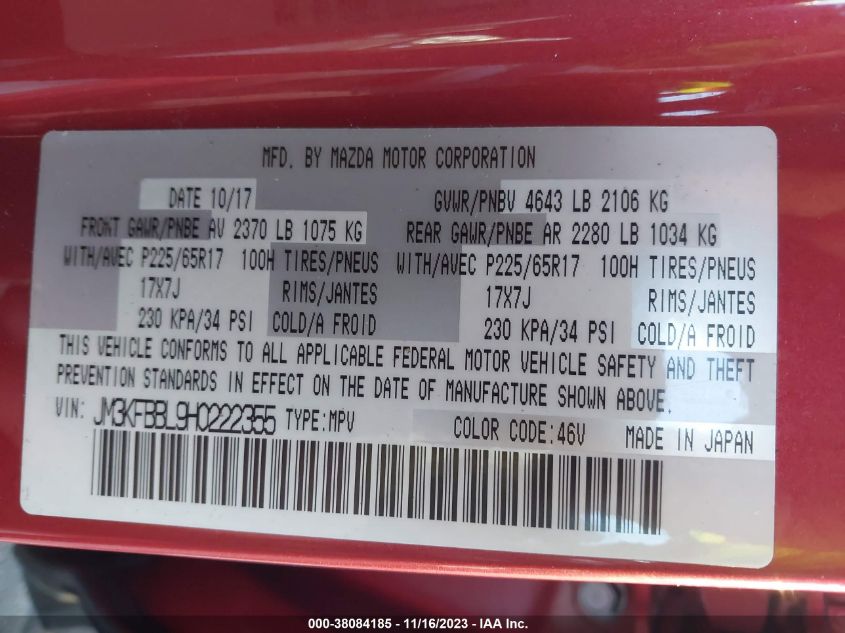 MFD. BY MAZDA MOTOR CORPORATION
DATE 10/17 GVWR/PNBV 4643 LB 2106 KG
FRONT GAWR/PNBE AV 2370 LB 1075 KG REAR GAWR/PNBE AR 2280 LB 1034 KG
WITH/AVEC P225/65R17 100H TIRES/PNEUS WITH/AVEC P225/65R17 100H TIRES/PNEUS
17X7J RIMS/JANTES 17X7J RIMS/JANTES
230 KPA/34 PSI COLD/A FROID 230 KPA/34 PSI COLD/A FROID
THIS VEHICLE CONFORMS TO ALL APPLICABLE FEDERAL MOTOR VEHICLE SAFETY AND THEFT
PREVENTION STANDARDS IN EFFECT ON THE DATE OF MANUFACTURE SHOWN ABOVE.
VIN: JM3KFBBL9H0222355 TYPE:MPV COLOR CODE:46V MADE IN JAPAN
000-38084185 - 11/16/2023 - IAA Inc.